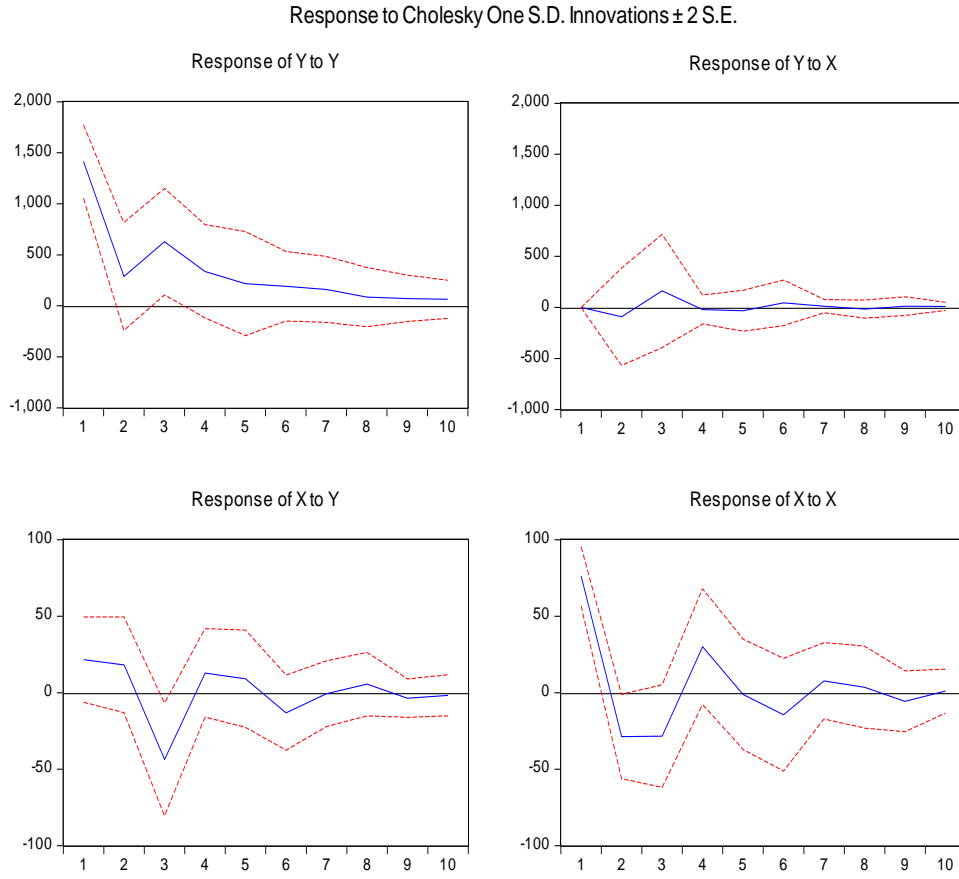 Response to Cholesky One S.D. Innovations ± 2 S.E.
Response of Y to Y
2,000
1,500
1,000
500
0
-500
-1,000
1 2 3 4 5 6 7 8 9 10
Response of Y to X
2,000
1,500
1,000
500
0
-500
-1,000
1 2 3 4 5 6 7 8 9 10
Response of X to Y
100
50
0
-50
-100
1 2 3 4 5 6 7 8 9 10
Response of X to X
100
50
0
-50
-100
1 2 3 4 5 6 7 8 9 10